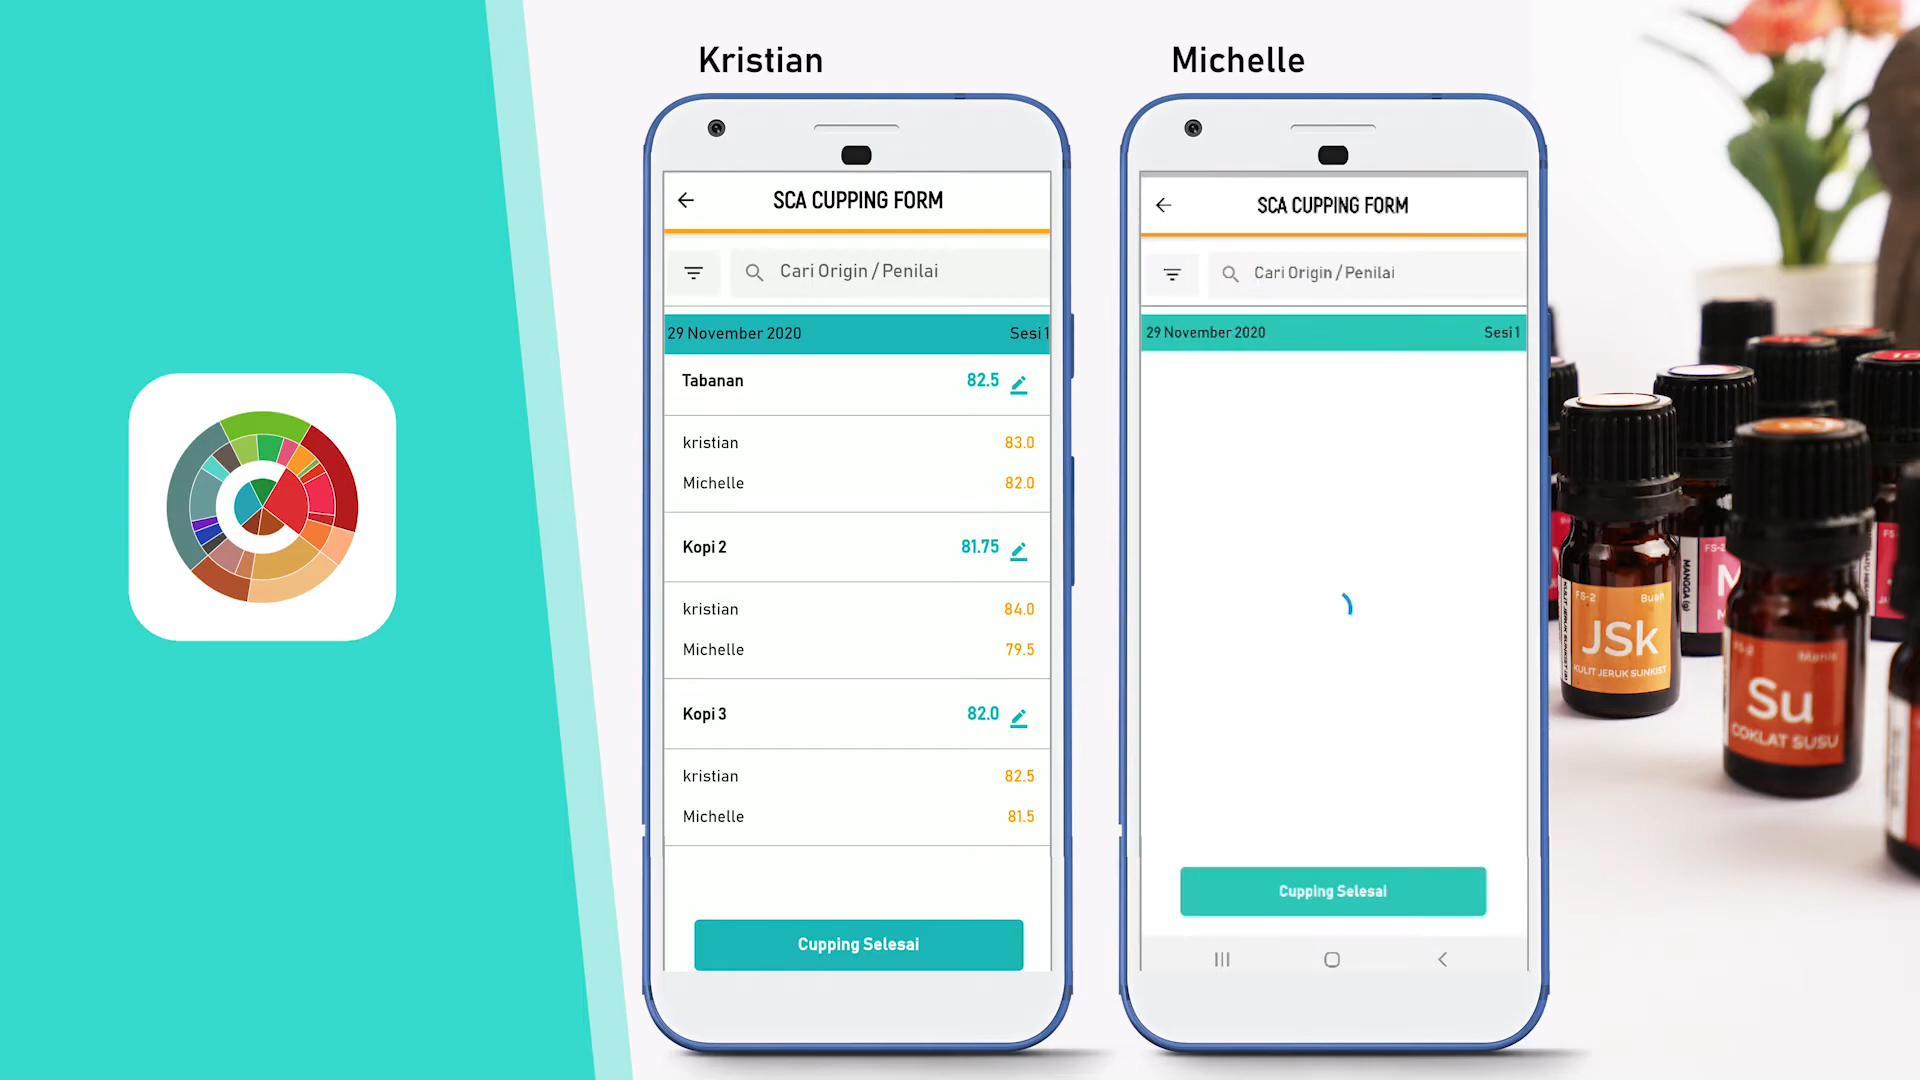 Kristian
SCA CUPPING FORM
Cari Origin / Penilai
29 November 2020 Sesi 1
Tabanan 82.5
kristian 83.0
Michelle 82.0
Kopi 2 81.75
kristian 84.0
Michelle 79.5
Kopi 3 82.0
kristian 82.5
Michelle 81.5
Cupping Selesai
Michelle
SCA CUPPING FORM
Cari Origin / Penilai
29 November 2020 Sesi 1
Cupping Selesai
FS-2 Buah
JSk
KULIT JERUK SUNKIST
FS-2
MANGGA (g)
M
FS-2 Manis
Su
COKLAT SUSU
FS-